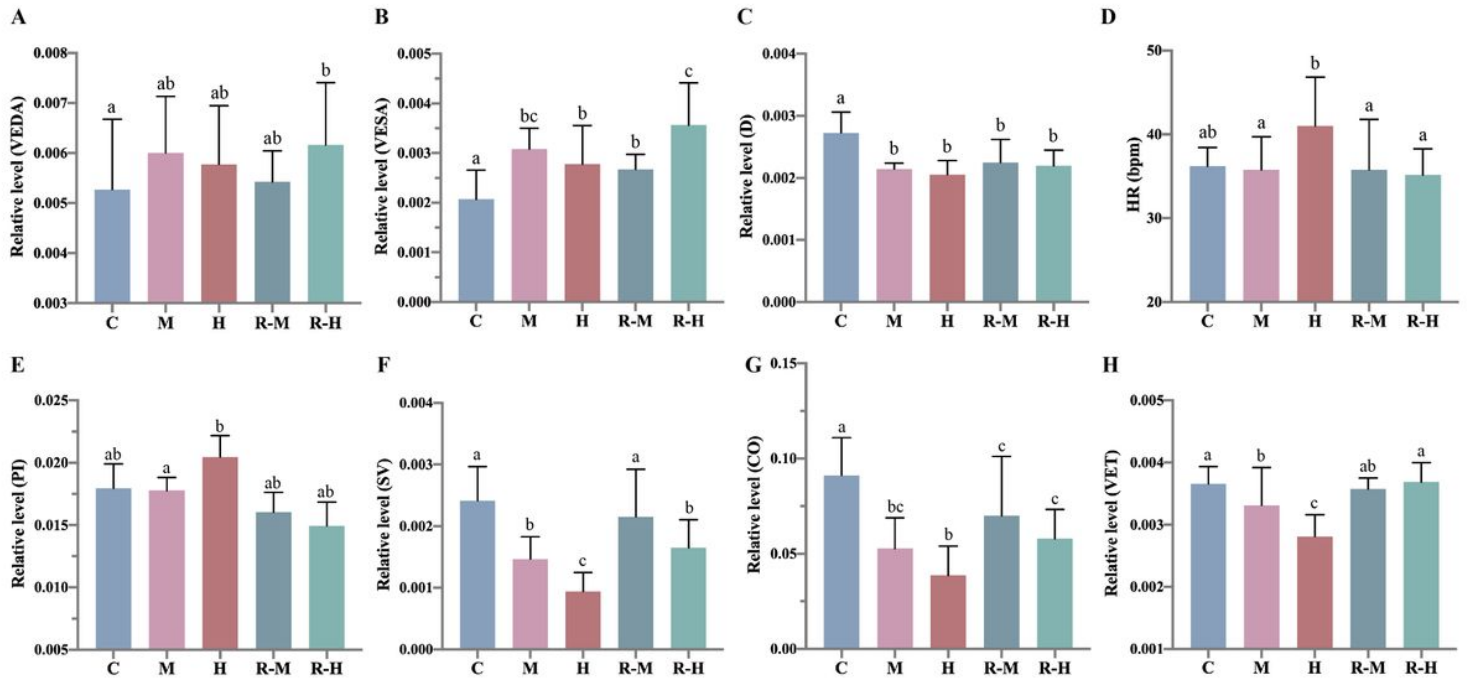 A
Relative level (VEDA)
0.008
0.007
0.006
0.005
0.004
0.003
a
ab
ab
ab
b
C M H R-M R-H
B
Relative level (VESA)
0.005
0.004
0.003
0.002
0.001
0.000
a
bc
b
b
c
C M H R-M R-H
C
Relative level (D)
0.004
0.003
0.002
0.001
0.000
a
b
b
b
b
C M H R-M R-H
D
HR (bpm)
50
40
30
20
ab
a
b
a
a
C M H R-M R-H
E
Relative level (PI)
0.025
0.020
0.015
0.010
0.005
ab
a
b
ab
ab
C M H R-M R-H
F
Relative level (SV)
0.004
0.003
0.002
0.001
0.000
a
b
c
a
b
C M H R-M R-H
G
Relative level (CO)
0.15
0.10
0.05
0.00
a
bc
b
c
c
C M H R-M R-H
H
Relative level (VET)
0.005
0.004
0.003
0.002
0.001
a
b
c
ab
a
C M H R-M R-H